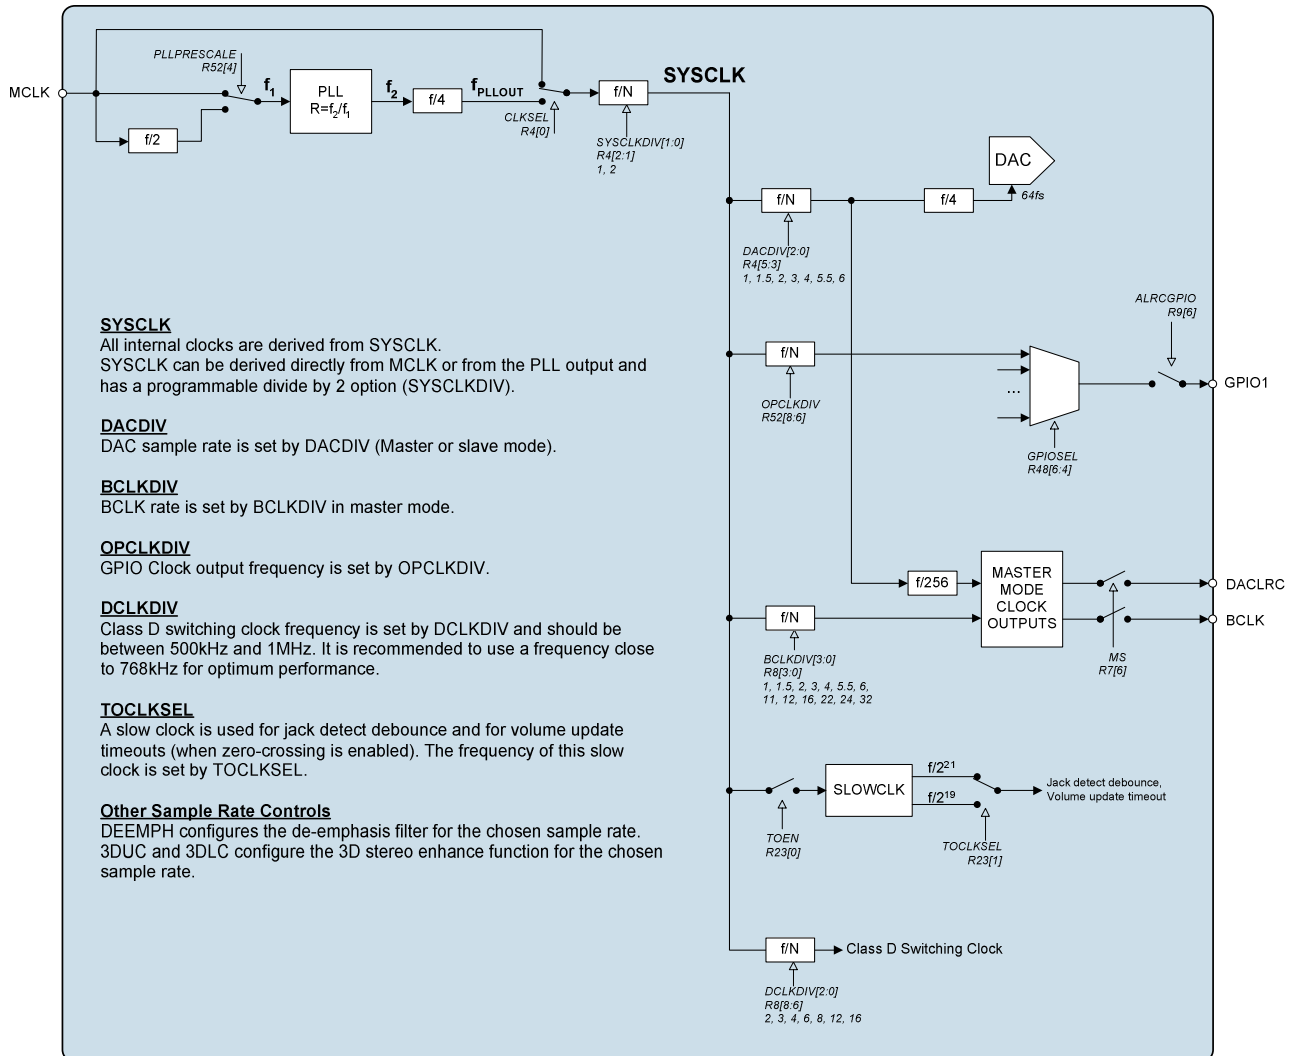 SYSCLK
PLLPRESCALE
R52[4]
MCLK
f1
PLL
R=f2/f1
f2
f/4
fPLLOUT
f/2
CLKSEL
R4[0]
f/N
SYSCLKDIV[1:0]
R4[2:1]
1, 2
DAC
64fs
f/N
f/4
DACDIV[2:0]
R4[5:3]
1, 1.5, 2, 3, 4, 5.5, 6
ALRCGPIO
R9[6]
f/N
OPCLKDIV
R52[8:6]
...
GPIO1
GPIOSEL
R48[6:4]
SYSCLK
All internal clocks are derived from SYSCLK.
SYSCLK can be derived directly from MCLK or from the PLL output and
has a programmable divide by 2 option (SYSCLKDIV).
DACDIV
DAC sample rate is set by DACDIV (Master or slave mode).
BCLKDIV
BCLK rate is set by BCLKDIV in master mode.
OPCLKDIV
GPIO Clock output frequency is set by OPCLKDIV.
DCLKDIV
Class D switching clock frequency is set by DCLKDIV and should be
between 500kHz and 1MHz. It is recommended to use a frequency close
to 768kHz for optimum performance.
TOCLKSEL
A slow clock is used for jack detect debounce and for volume update
timeouts (when zero-crossing is enabled). The frequency of this slow
clock is set by TOCLKSEL.
Other Sample Rate Controls
DEEMPH configures the de-emphasis filter for the chosen sample rate.
3DUC and 3DLC configure the 3D stereo enhance function for the chosen
sample rate.
f/256
MASTER
MODE
CLOCK
OUTPUTS
DACLRC
BCLK
f/N
BCLKDIV[3:0]
R8[3:0]
1, 1.5, 2, 3, 4, 5.5, 6,
11, 12, 16, 22, 24, 32
MS
R7[6]
SLOWCLK
f/2^21
f/2^19
Jack detect debounce,
Volume update timeout
TOEN
R23[0]
TOCLKSEL
R23[1]
f/N
Class D Switching Clock
DCLKDIV[2:0]
R8[8:6]
2, 3, 4, 6, 8, 12, 16